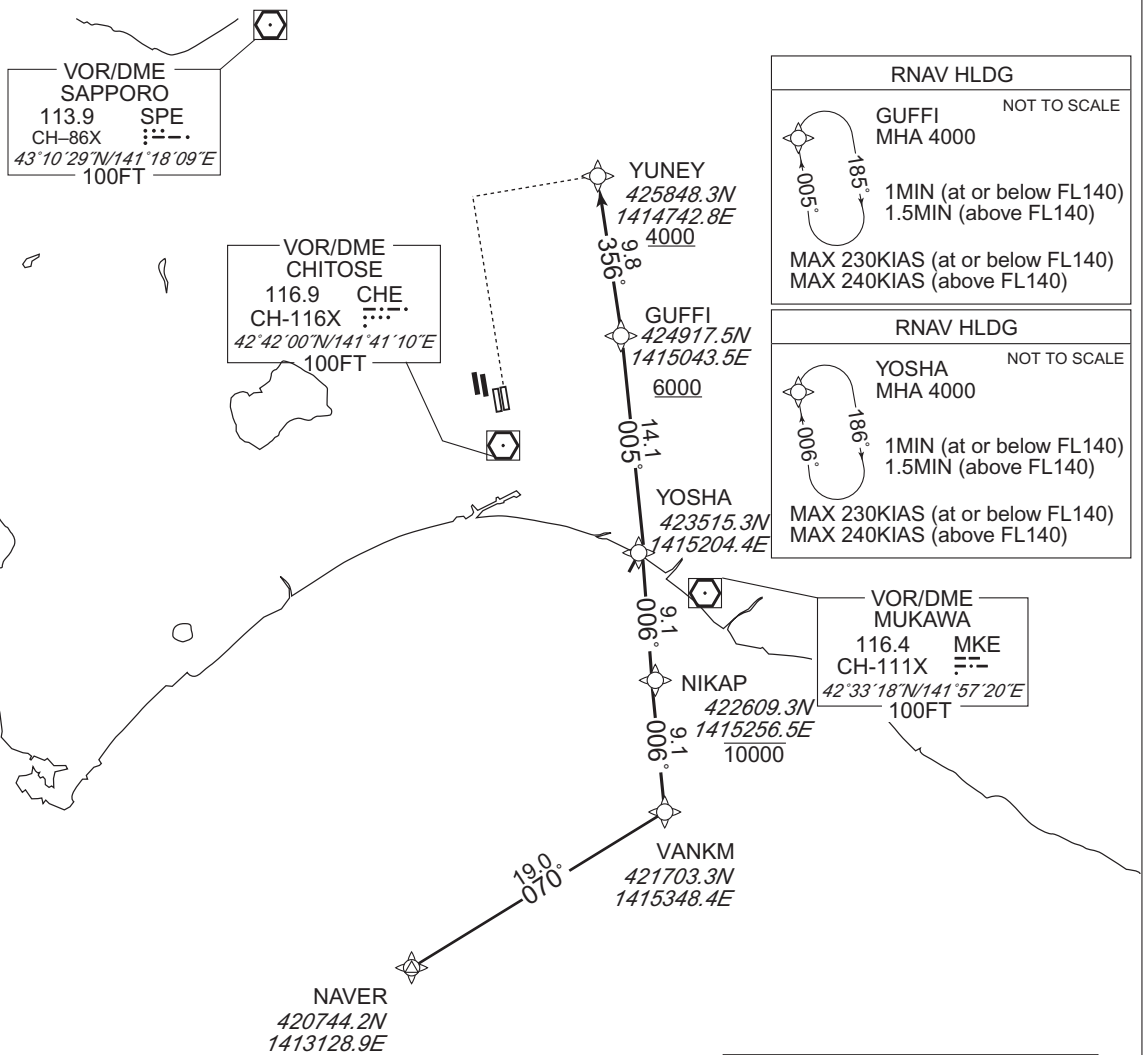 VOR/DME
SAPPORO
113.9 SPE
CH–86X
43°10´29˝N/141°18´09˝E
100FT
VOR/DME
CHITOSE
116.9 CHE
CH-116X
42°42´00˝N/141°41´10˝E
100FT
YUNEY
425848.3N
1414742.8E
4000
9.8
356°
GUFFI
424917.5N
1415043.5E
6000
14.1
005°
YOSHA
423515.3N
1415204.4E
9.1
006°
NIKAP
422609.3N
1415256.5E
10000
9.1
006°
VANKM
421703.3N
1415348.4E
19.0
070°
NAVER
420744.2N
1413128.9E
RNAV HLDG
NOT TO SCALE
GUFFI
MHA 4000
185°
005°
1MIN (at or below FL140)
1.5MIN (above FL140)
MAX 230KIAS (at or below FL140)
MAX 240KIAS (above FL140)
RNAV HLDG
NOT TO SCALE
YOSHA
MHA 4000
186°
006°
1MIN (at or below FL140)
1.5MIN (above FL140)
MAX 230KIAS (at or below FL140)
MAX 240KIAS (above FL140)
VOR/DME
MUKAWA
116.4 MKE
CH-111X
42°33´18˝N/141°57´20˝E
100FT